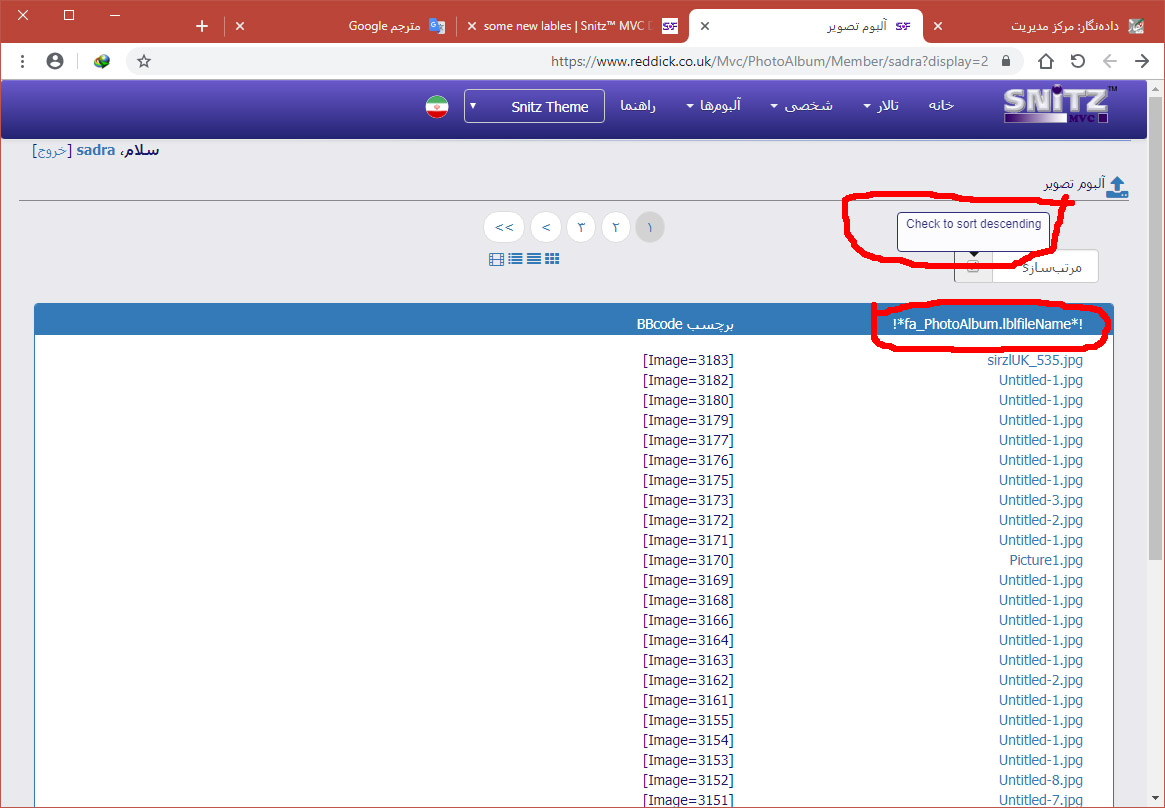 داده‌نگار: مرکز مدیریت
آلبوم تصویر
some new lables | Snitz™ MVC
مترجم Google
https://www.reddick.co.uk/Mvc/PhotoAlbum/Member/sadra?display=2
SNiTZ™ MVC
خانه
تالار
شخصی
آلبوم‌ها
راهنما
Snitz Theme
سلام، sadra [خروج]
آلبوم تصویر
۱ ۲ ۳ > >>
Check to sort descending
مرتب‌سازی
!*fa_PhotoAlbum.lblfileName*!
برچسب BBcode
sirzlUK_535.jpg [Image=3183]
Untitled-1.jpg [Image=3182]
Untitled-1.jpg [Image=3180]
Untitled-1.jpg [Image=3179]
Untitled-1.jpg [Image=3177]
Untitled-1.jpg [Image=3176]
Untitled-1.jpg [Image=3175]
Untitled-3.jpg [Image=3173]
Untitled-2.jpg [Image=3172]
Untitled-1.jpg [Image=3171]
Picture1.jpg [Image=3170]
Untitled-1.jpg [Image=3169]
Untitled-1.jpg [Image=3168]
Untitled-1.jpg [Image=3166]
Untitled-1.jpg [Image=3164]
Untitled-1.jpg [Image=3163]
Untitled-2.jpg [Image=3162]
Untitled-1.jpg [Image=3161]
Untitled-1.jpg [Image=3155]
Untitled-1.jpg [Image=3154]
Untitled-1.jpg [Image=3153]
Untitled-8.jpg [Image=3152]
Untitled-7.jpg [Image=3151]